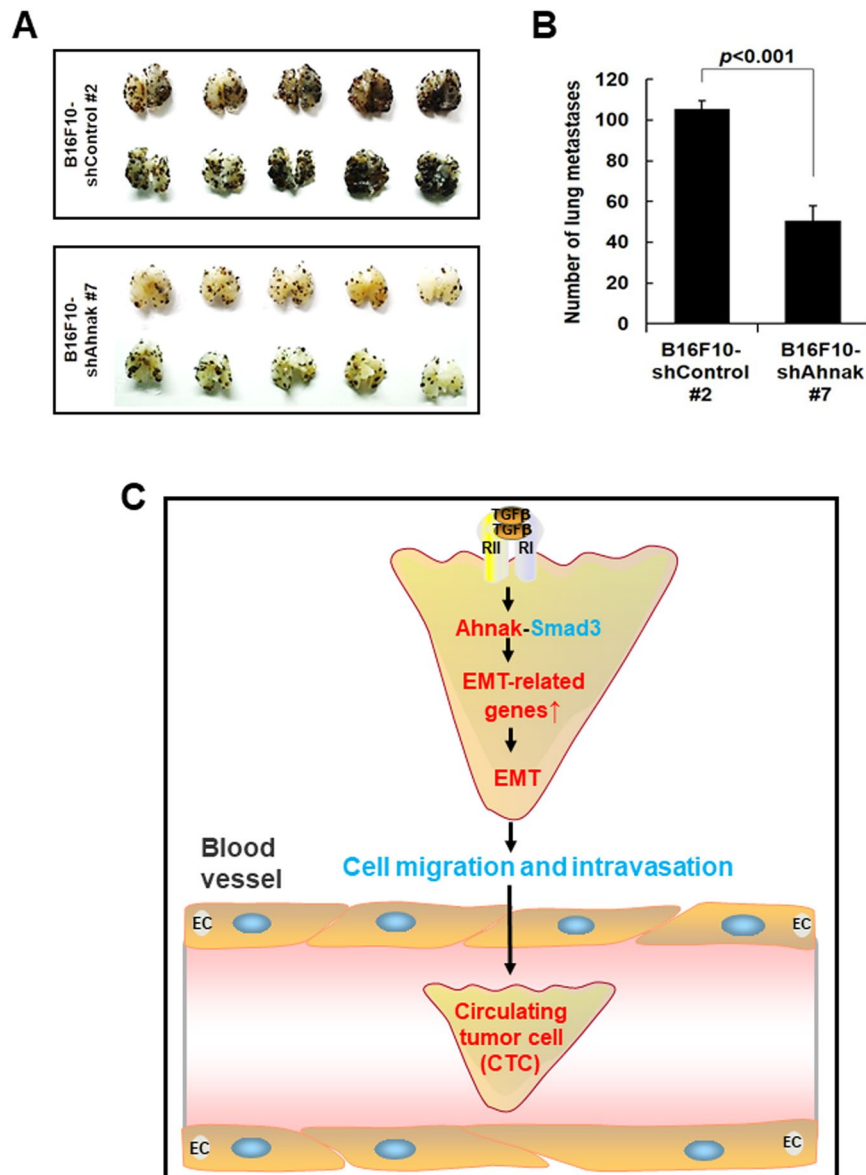 A
B16F10-
shControl #2
B16F10-
shAhnak #7
B
p<0.001
Number of lung metastases
120
100
80
60
40
20
0
B16F10-
shControl
#2
B16F10-
shAhnak
#7
C
TGFβ
TGFβ
RII RI
Ahnak-Smad3
EMT-related
genes↑
EMT
Blood
vessel
Cell migration and intravasation
EC EC
Circulating
tumor cell
(CTC)
EC EC